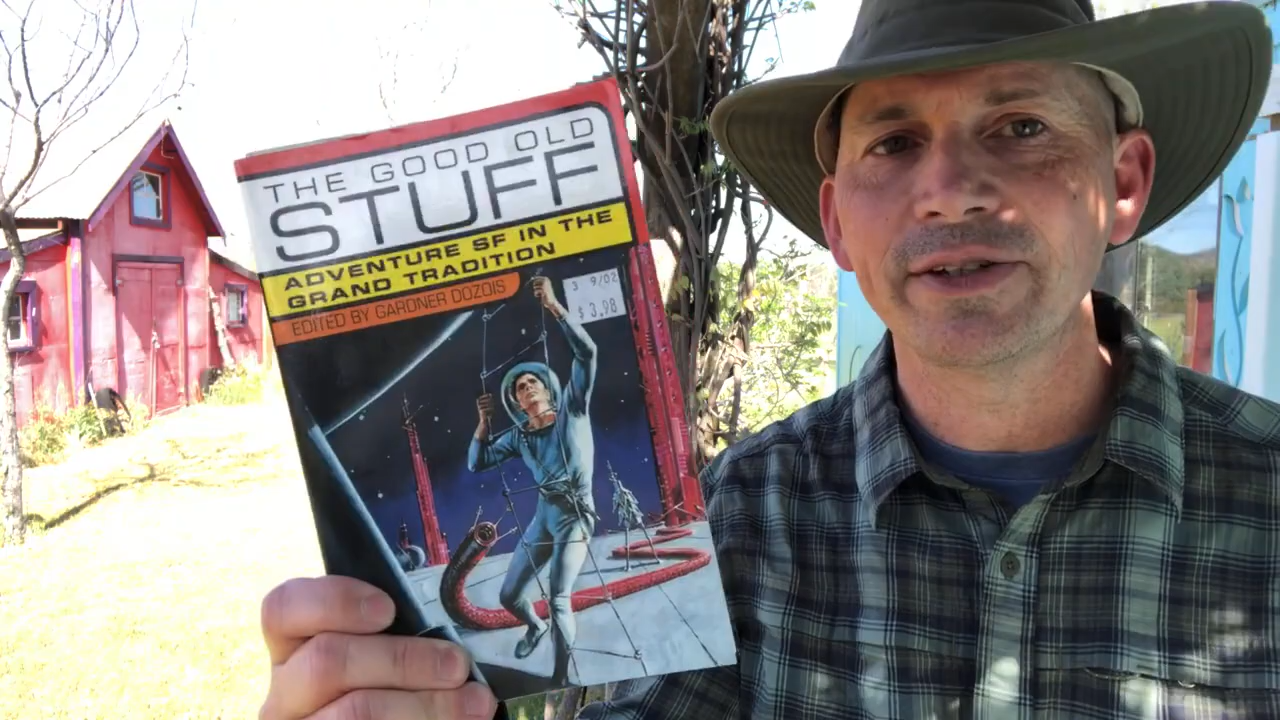 THE GOOD OLD
STUFF
ADVENTURE SF IN THE
GRAND TRADITION
EDITED BY GARDNER DOZOIS
3 9/02
$3.98